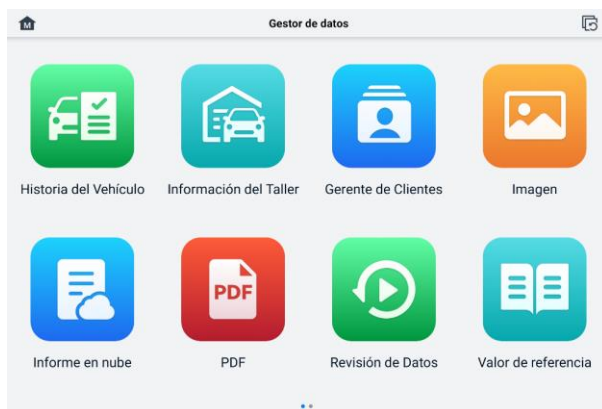 M
Gestor de datos
Historia del Vehículo
Información del Taller
Gerente de Clientes
Imagen
PDF
Informe en nube
PDF
Revisión de Datos
Valor de referencia